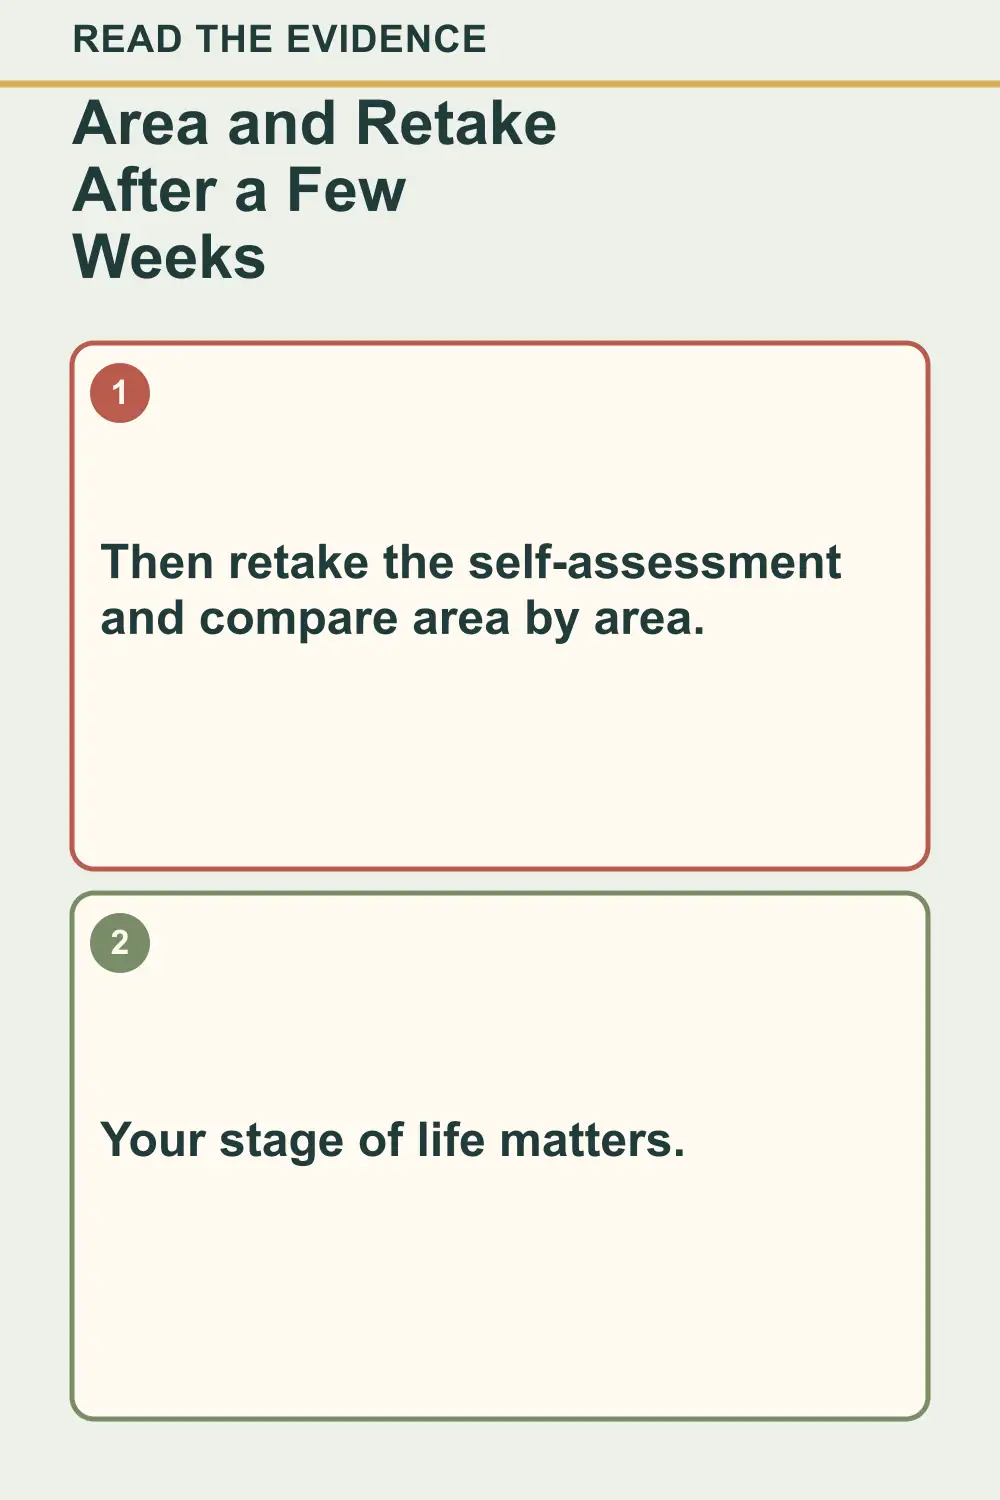 READ THE EVIDENCE
Area and Retake
After a Few
Weeks
1
Then retake the self-assessment
and compare area by area.
2
Your stage of life matters.